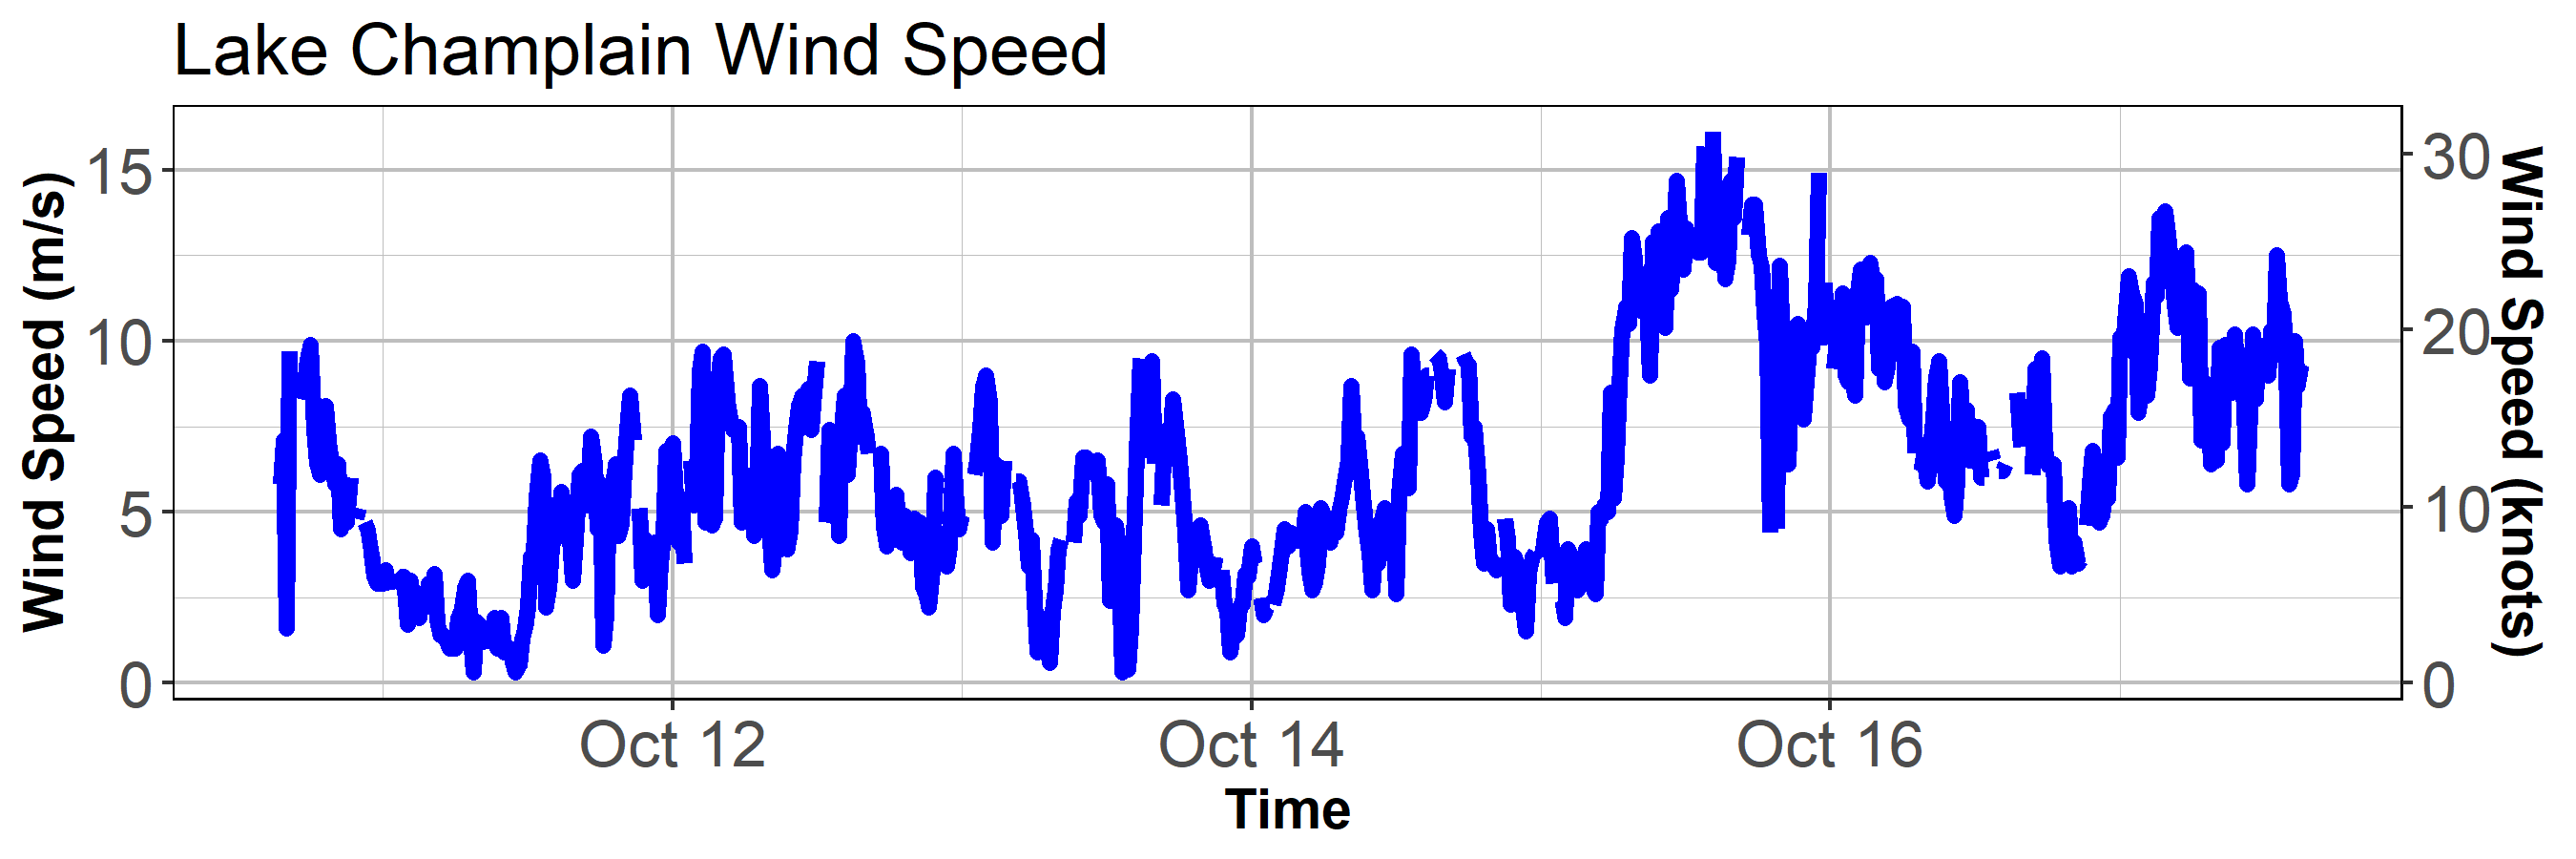 Lake Champlain Wind Speed
Wind Speed (m/s)
15
10
5
0
30
20
10
0
Wind Speed (knots)
Oct 12
Oct 14
Oct 16
Time